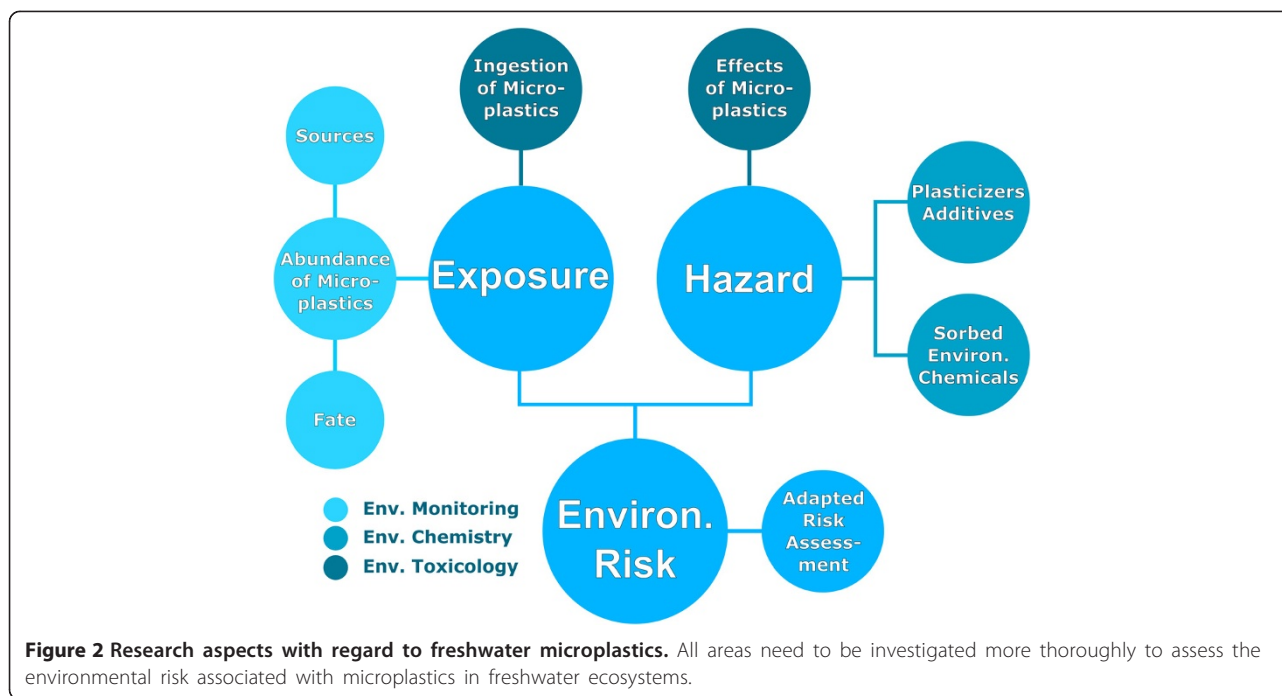 Ingestion
of Micro-
plastics
Effects
of Micro-
plastics
Sources
Plasticizers
Additives
Abundance
of Micro-
plastics
Exposure
Hazard
Sorbed
Environ.
Chemicals
Fate
Environ.
Risk
Adapted
Risk
Assess-
ment
Env. Monitoring
Env. Chemistry
Env. Toxicology
Figure 2 Research aspects with regard to freshwater microplastics. All areas need to be investigated more thoroughly to assess the
environmental risk associated with microplastics in freshwater ecosystems.